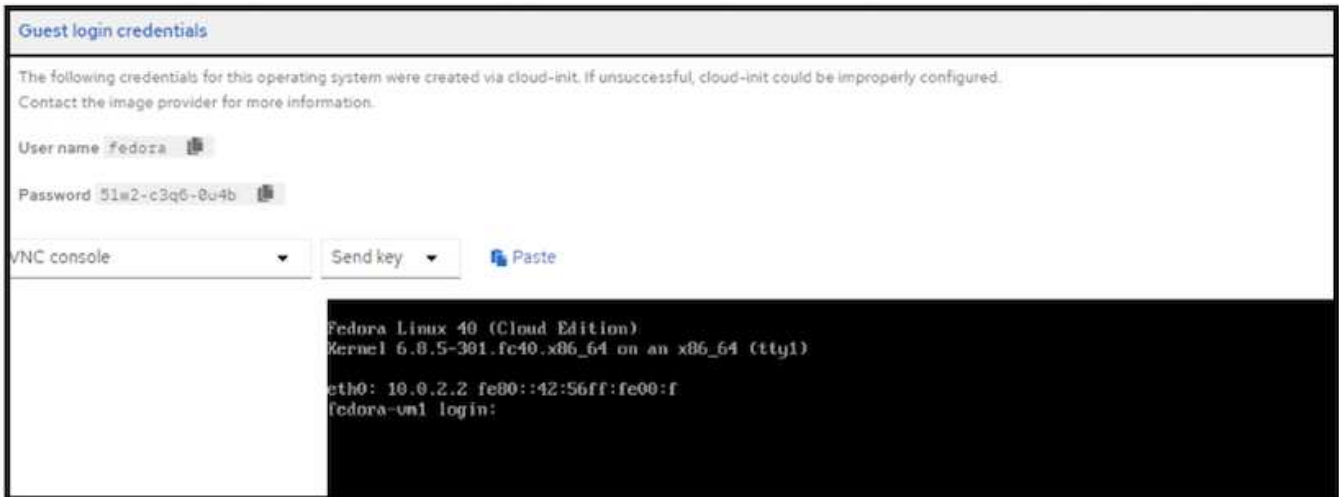 Guest login credentials
The following credentials for this operating system were created via cloud-init. If unsuccessful, cloud-init could be improperly configured.
Contact the image provider for more information.
User name fedora
Password 51w2-c3q6-0u4b
VNC console
Send key
Paste
Fedora Linux 40 (Cloud Edition)
Kernel 6.8.5-301.fc40.x86_64 on an x86_64 (tty1)
eth0: 10.0.2.2 fe80::42:56ff:fe00:f
fedora-vm1 login: